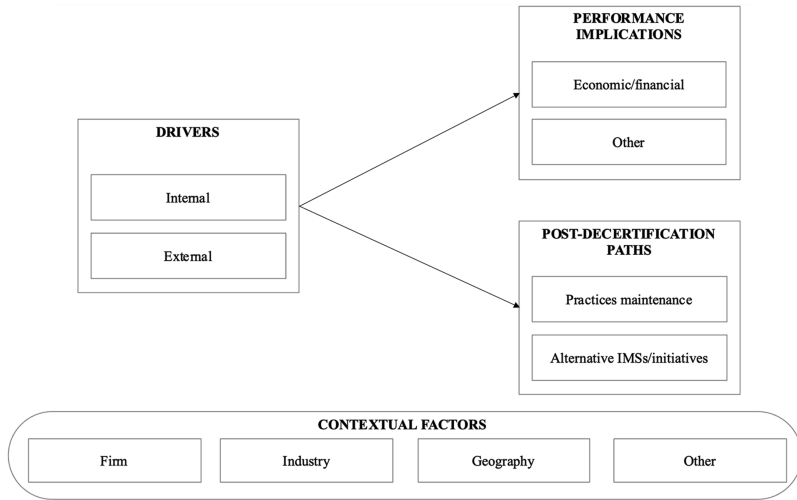 PERFORMANCE
IMPLICATIONS
Economic/financial
Other
DRIVERS
Internal
External
POST-DECERTIFICATION
PATHS
Practices maintenance
Alternative IMSs/initiatives
CONTEXTUAL FACTORS
Firm
Industry
Geography
Other